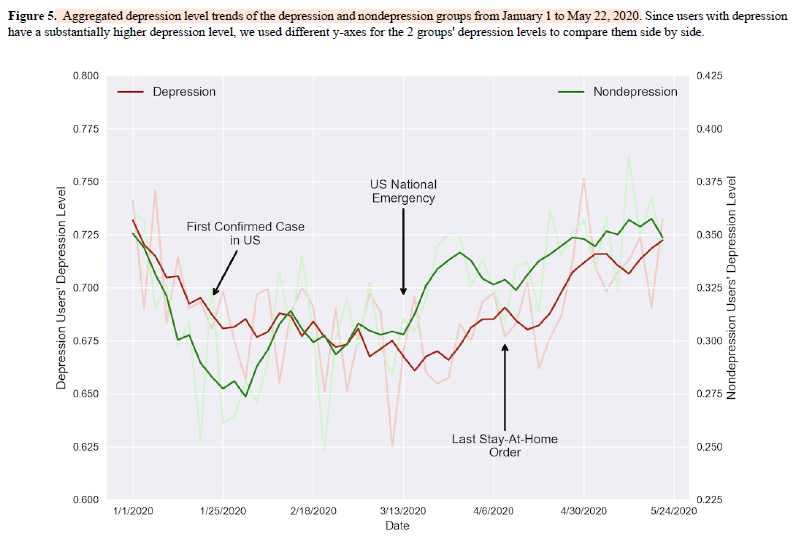 Figure 5. Aggregated depression level trends of the depression and nondepression groups from January 1 to May 22, 2020. Since users with depression
have a substantially higher depression level, we used different y-axes for the 2 groups' depression levels to compare them side by side.
0.800
0.425
Depression
Nondepression
0.775
0.400
0.750
0.375
US National
Emergency
First Confirmed Case
in US
0.725
0.350
0.700
0.325
0.675
0.300
0.650
0.275
Last Stay-At-Home
Order
0.625
0.250
0.600
0.225
Depression Users' Depression Level
Nondepression Users' Depression Level
1/1/2020
1/25/2020
2/18/2020
3/13/2020
4/6/2020
4/30/2020
5/24/2020
Date